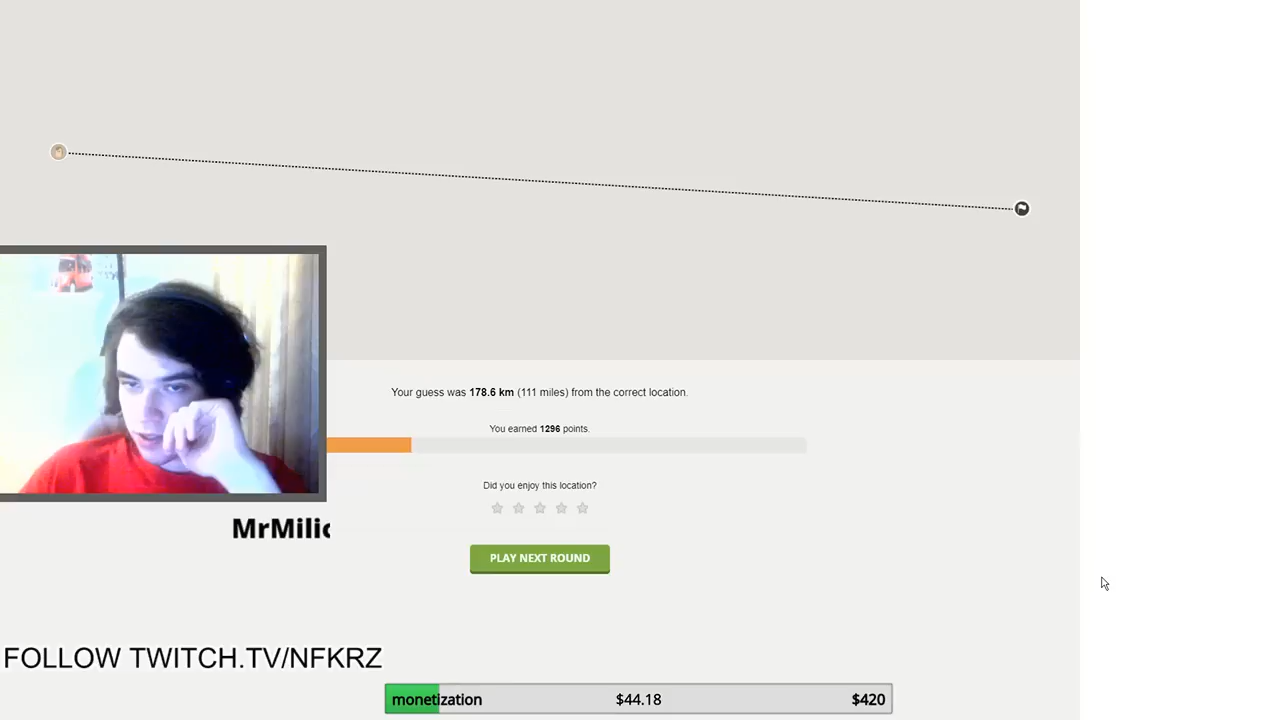 Your guess was 178.6 km (111 miles) from the correct location.
You earned 1296 points.
Did you enjoy this location?
MrMilic
PLAY NEXT ROUND
FOLLOW TWITCH.TV/NFKRZ
monetization $44.18 $420